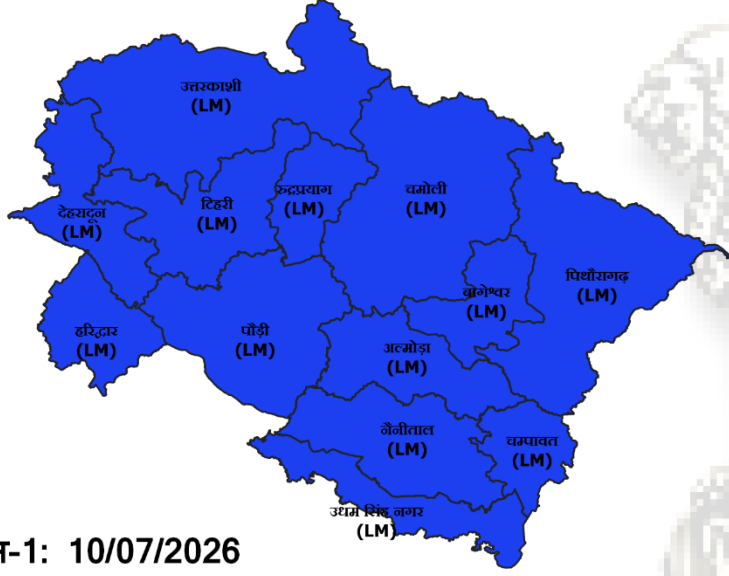 उत्तरकाशी
(LM)
टिहरी
(LM)
रुद्रप्रयाग
(LM)
चमोली
(LM)
देहरादून
(LM)
पिथौरागढ़
(LM)
बागेश्वर
(LM)
हरिद्वार
(LM)
पौड़ी
(LM)
अल्मोड़ा
(LM)
नैनीताल
(LM)
चम्पावत
(LM)
उधम सिंह नगर
(LM)
-1: 10/07/2026